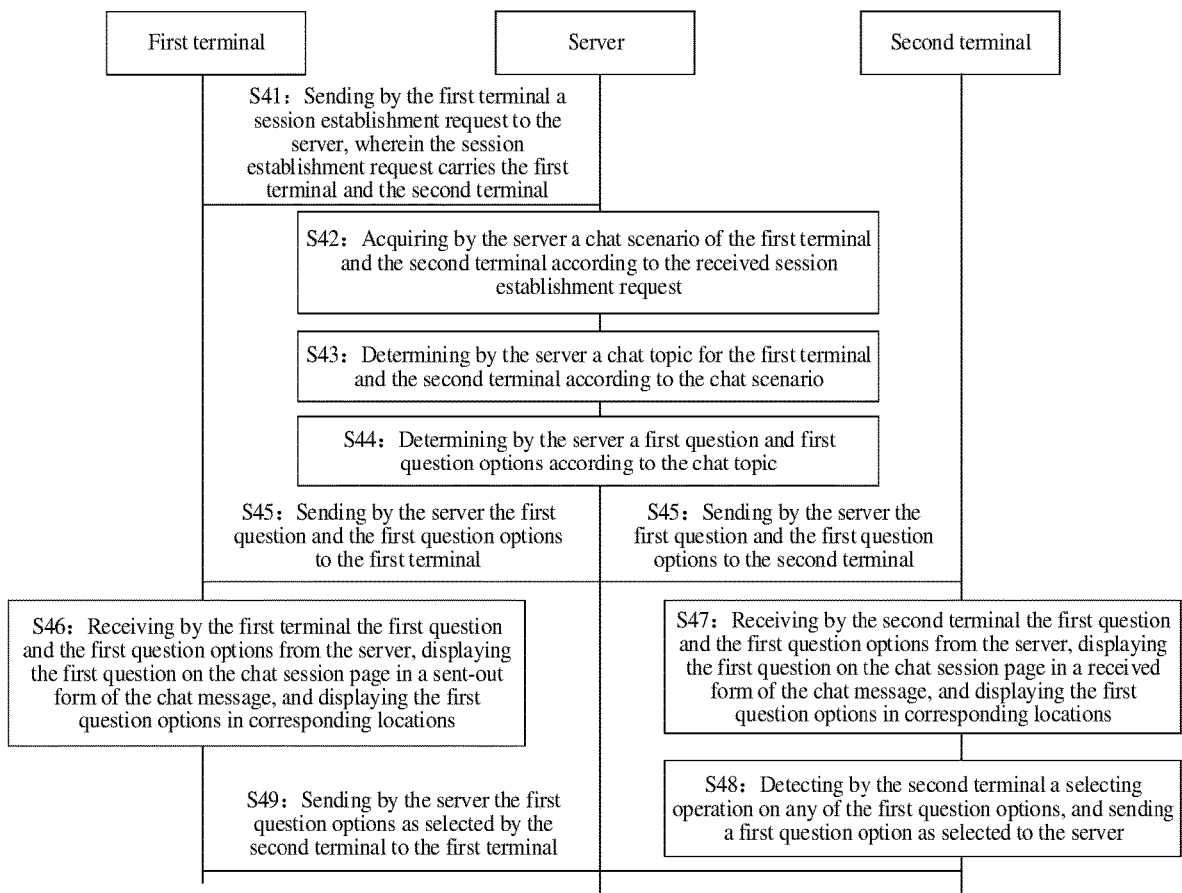 First terminal
Server
Second terminal
S41：Sending by the first terminal a
session establishment request to the
server, wherein the session
establishment request carries the first
terminal and the second terminal
S42：Acquiring by the server a chat scenario of the first terminal
and the second terminal according to the received session
establishment request
S43：Determining by the server a chat topic for the first terminal
and the second terminal according to the chat scenario
S44：Determining by the server a first question and first
question options according to the chat topic
S45：Sending by the server the first
question and the first question options
to the first terminal
S45：Sending by the server the
first question and the first question
options to the second terminal
S46：Receiving by the first terminal the first question
and the first question options from the server, displaying
the first question on the chat session page in a sent-out
form of the chat message, and displaying the first
question options in corresponding locations
S47：Receiving by the second terminal the first question
and the first question options from the server, displaying
the first question on the chat session page in a received
form of the chat message, and displaying the first
question options in corresponding locations
S48：Detecting by the second terminal a selecting
operation on any of the first question options, and sending
a first question option as selected to the server
S49：Sending by the server the first
question options as selected by the
second terminal to the first terminal